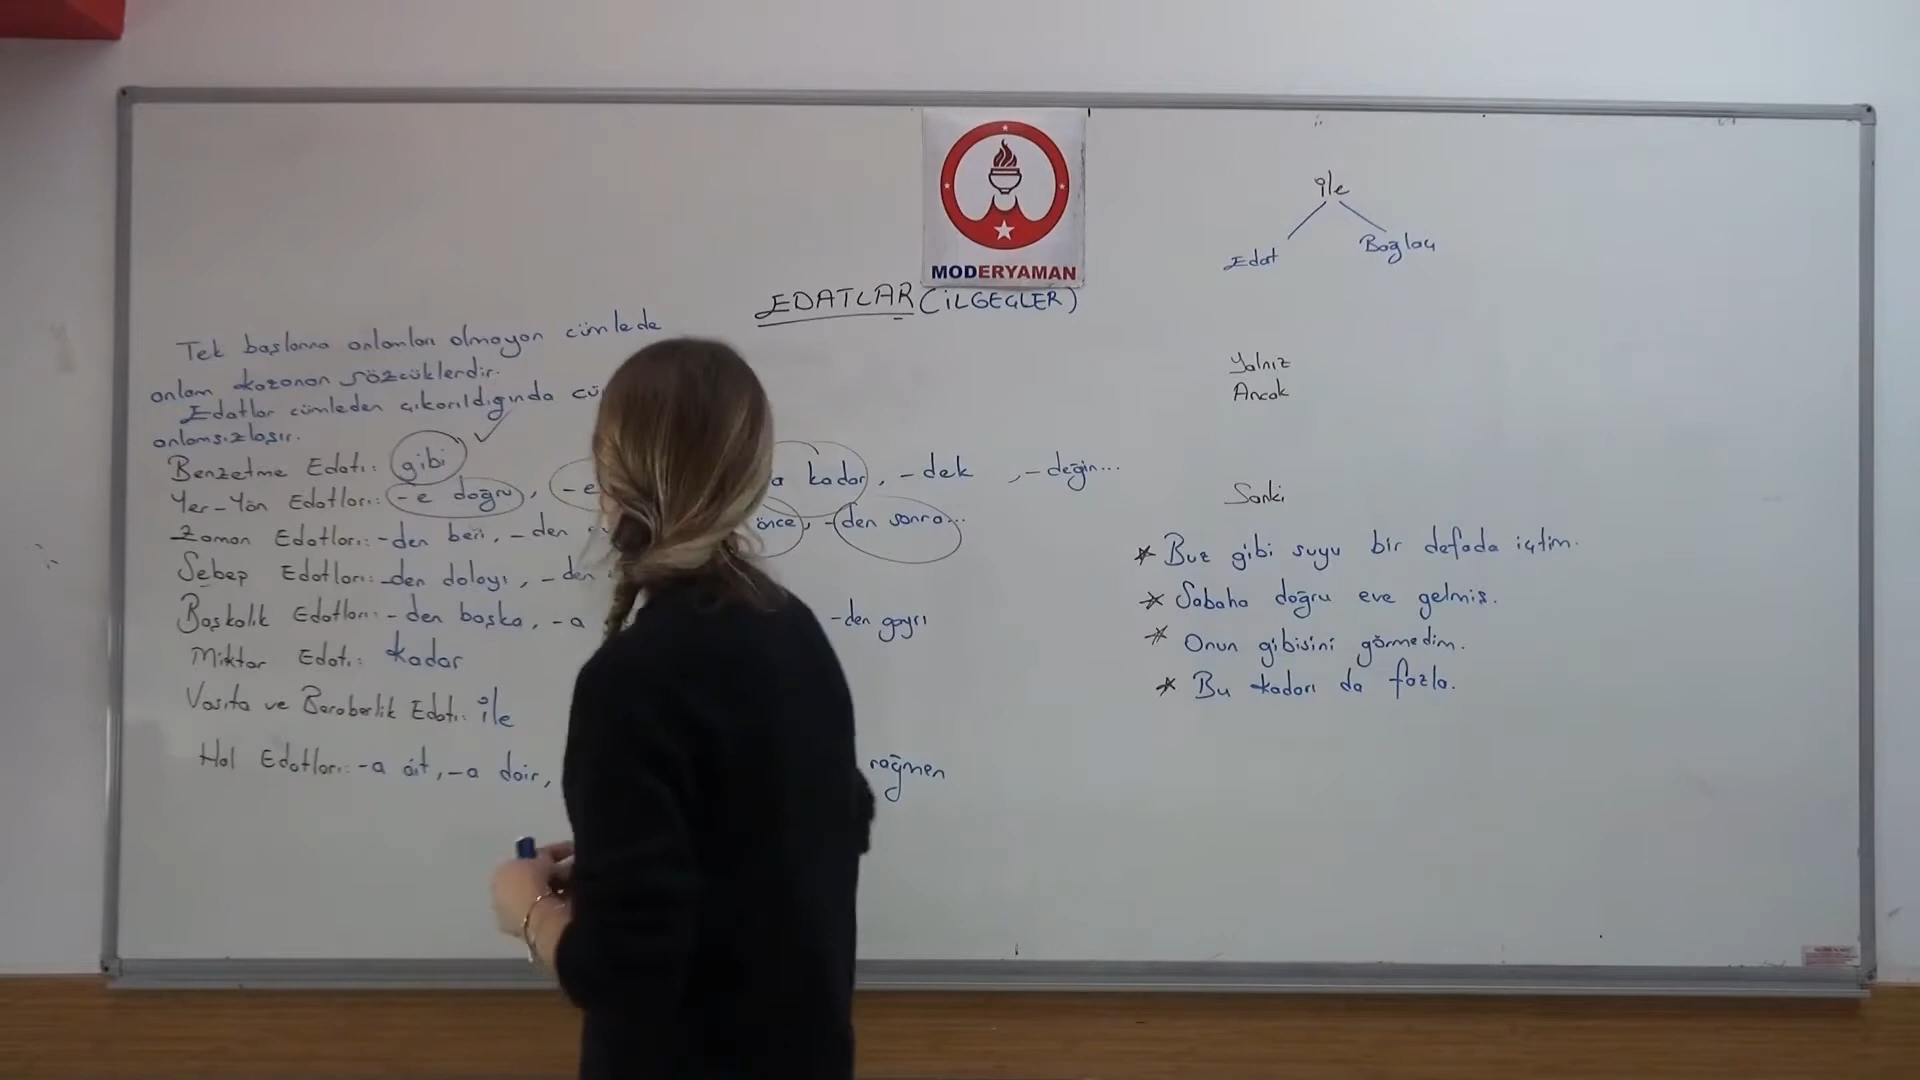 MODERYAMAN
EDATLAR (İLGEÇLER)
Tek başlarına anlamları olmayan cümlede
anlam kazanan sözcüklerdir.
Edatlar cümleden çıkarıldığında
anlamsızlaşır.
Benzetme Edatı: gibi
Yer-Yön Edatları: -e doğru, -e a kadar, -dek, -değin...
Zaman Edatları: -den beri, -den önce, -den sonra...
Sebep Edatları: -den dolayı, -den
Başkalık Edatları: -den başka, -a -den gayrı
Miktar Edatı: kadar
Vasıta ve Beraberlik Edatı: ile
Hal Edatları: -a ait, -a dair, rağmen
ile
Edat Bağlaç
Yalnız
Ancak
Sanki
* Buz gibi suyu bir defada içtim.
* Sabaha doğru eve gelmiş.
* Onun gibisini görmedim.
* Bu kadarı da fazla.